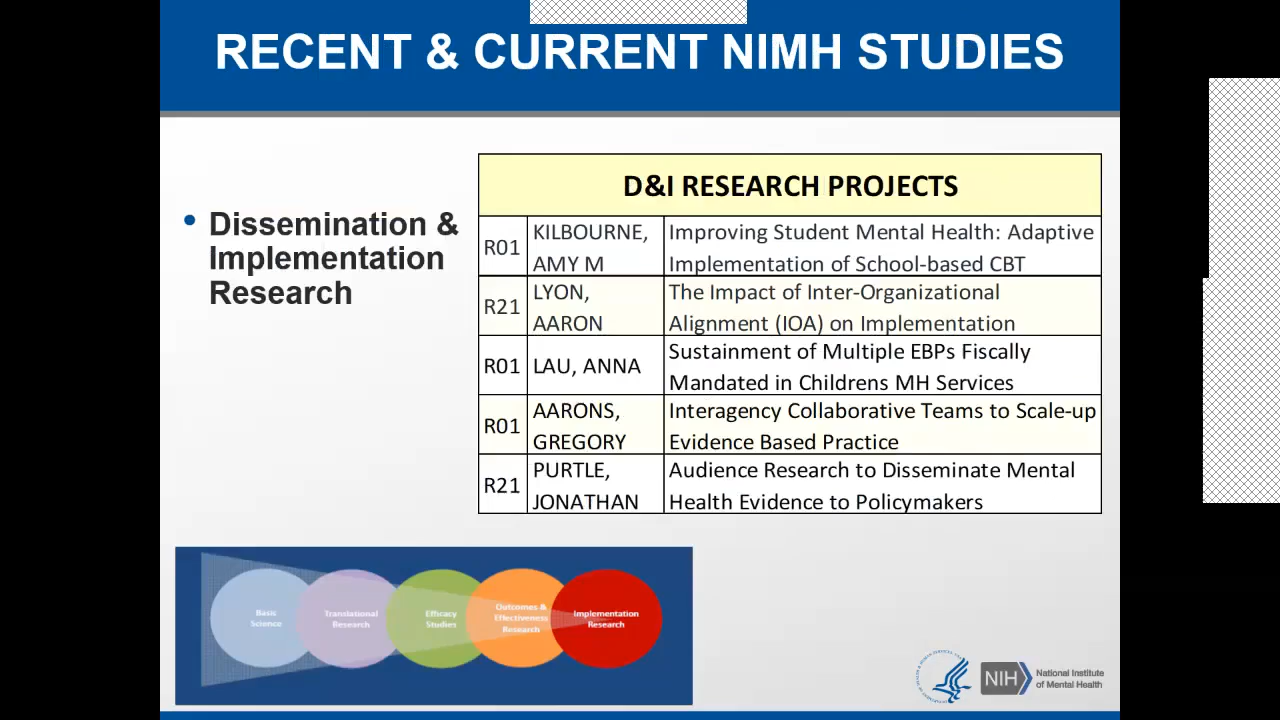 RECENT & CURRENT NIMH STUDIES
• Dissemination &
Implementation
Research
D&I RESEARCH PROJECTS
R01 KILBOURNE, AMY M Improving Student Mental Health: Adaptive
Implementation of School-based CBT
R21 LYON, AARON The Impact of Inter-Organizational
Alignment (IOA) on Implementation
R01 LAU, ANNA Sustainment of Multiple EBPs Fiscally
Mandated in Childrens MH Services
R01 AARONS, GREGORY Interagency Collaborative Teams to Scale-up
Evidence Based Practice
R21 PURTLE, JONATHAN Audience Research to Disseminate Mental
Health Evidence to Policymakers
Basic
Science
Translational
Research
Efficacy
Studies
Outcomes &
Effectiveness
Research
Implementation
Research
NIH
National Institute
of Mental Health